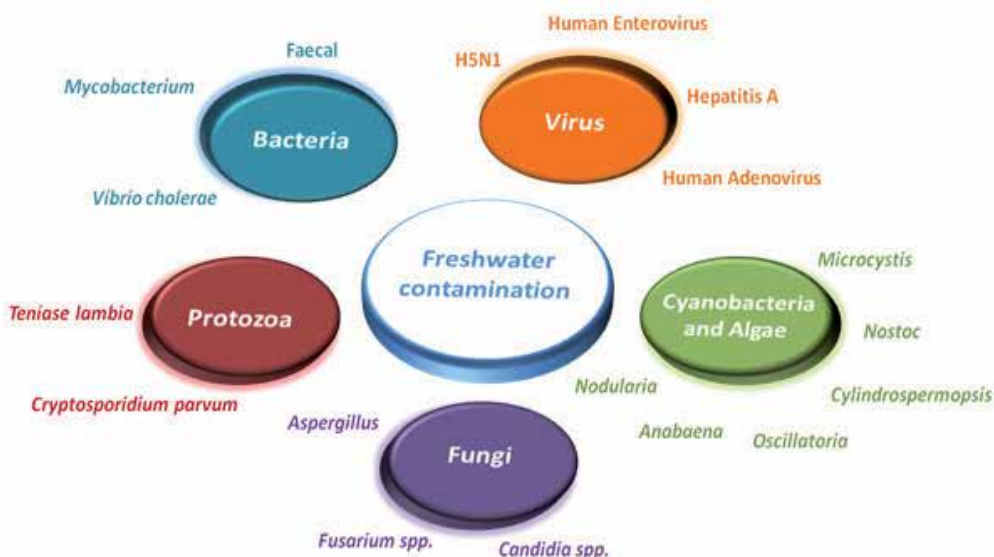 Human Enterovirus
Faecal
H5N1
Mycobacterium
Hepatitis A
Virus
Bacteria
Human Adenovirus
Vibrio cholerae
Freshwater
contamination
Microcystis
Cyanobacteria
and Algae
Teniase lambia
Protozoa
Nostoc
Nodularia
Cylindrospermopsis
Cryptosporidium parvum
Aspergillus
Anabaena
Oscillatoria
Fungi
Fusarium spp.
Candidia spp.